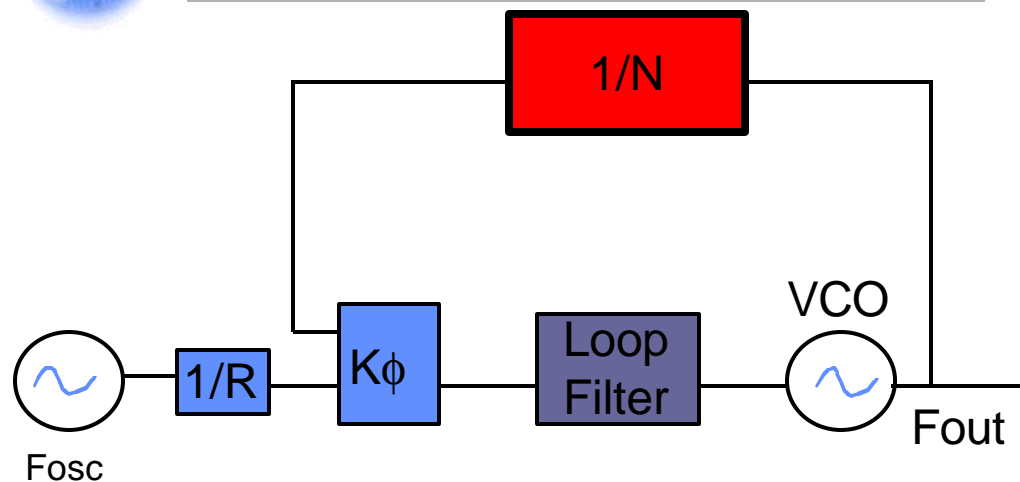 1/N
VCO
Loop
Filter
Kϕ
1/R
Fout
Fosc